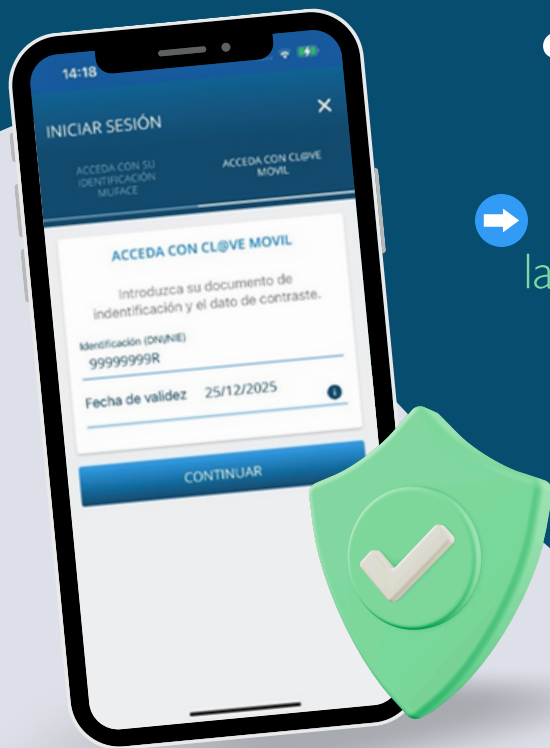 14:18
INICIAR SESIÓN
ACCEDA CON SU
IDENTIFICACIÓN
MUFACE
ACCEDA CON CL@VE
MOVIL
ACCEDA CON CL@VE MOVIL
Introduzca su documento de
indentificación y el dato de contraste.
Identificación (DNI/NIE)
99999999R
Fecha de validez 25/12/2025
CONTINUAR
la